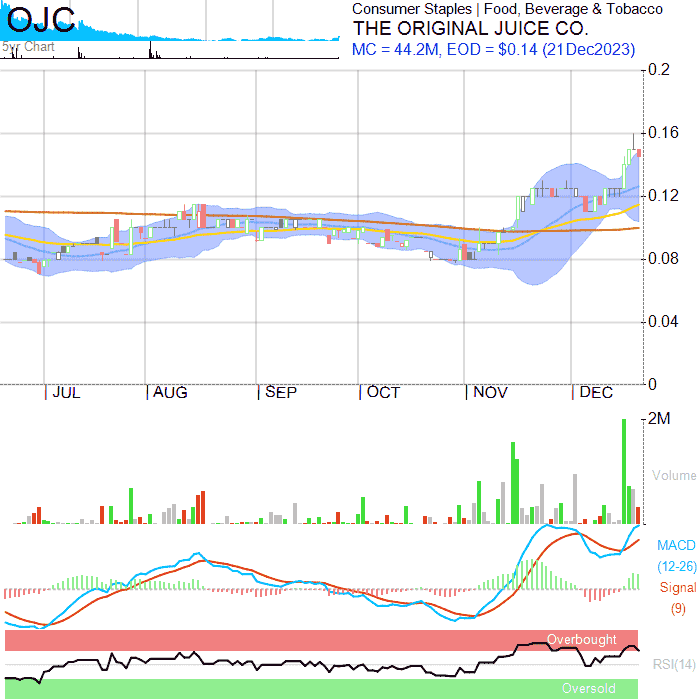 OJC
5yr Chart
Consumer Staples | Food, Beverage & Tobacco
THE ORIGINAL JUICE CO.
MC = 44.2M, EOD = $0.14 (21Dec2023)
0.2
0.16
0.12
0.08
0.04
0
JUL AUG SEP OCT NOV DEC
2M
Volume
MACD
(12-26)
Signal
(9)
Overbought
RSI(14)
Oversold